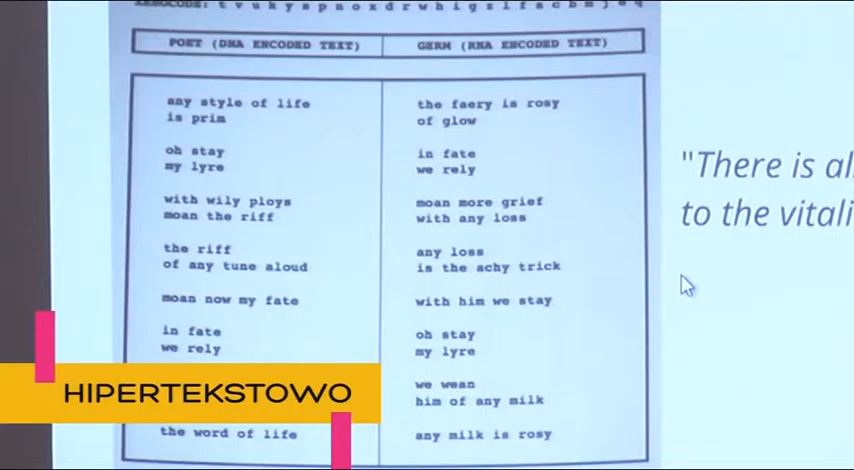 XENOCODE: t v u k y s p n o x d r w h i g z l f a c b m j e q
POET (DNA ENCODED TEXT)
GERM (RNA ENCODED TEXT)
any style of life
is prim
oh stay
my lyre
with wily ploys
moan the riff
the riff
of any tune aloud
moan now my fate
in fate
we rely
the word of life
the faery is rosy
of glow
in fate
we rely
moan more grief
with any loss
any loss
is the achy trick
with him we stay
oh stay
my lyre
we wean
him of any milk
any milk is rosy
"There is al
to the vitali
HIPERTEKSTOWO